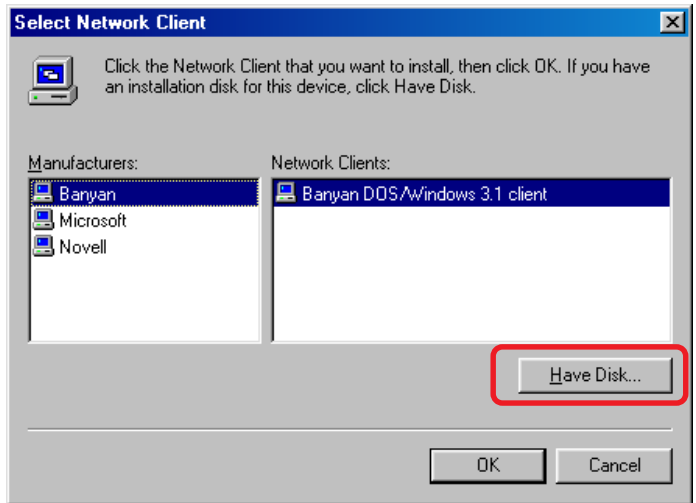 Select Network Client
Click the Network Client that you want to install, then click OK. If you have
an installation disk for this device, click Have Disk.
Manufacturers:
Banyan
Microsoft
Novell
Network Clients:
Banyan DOS/Windows 3.1 client
Have Disk...
OK
Cancel